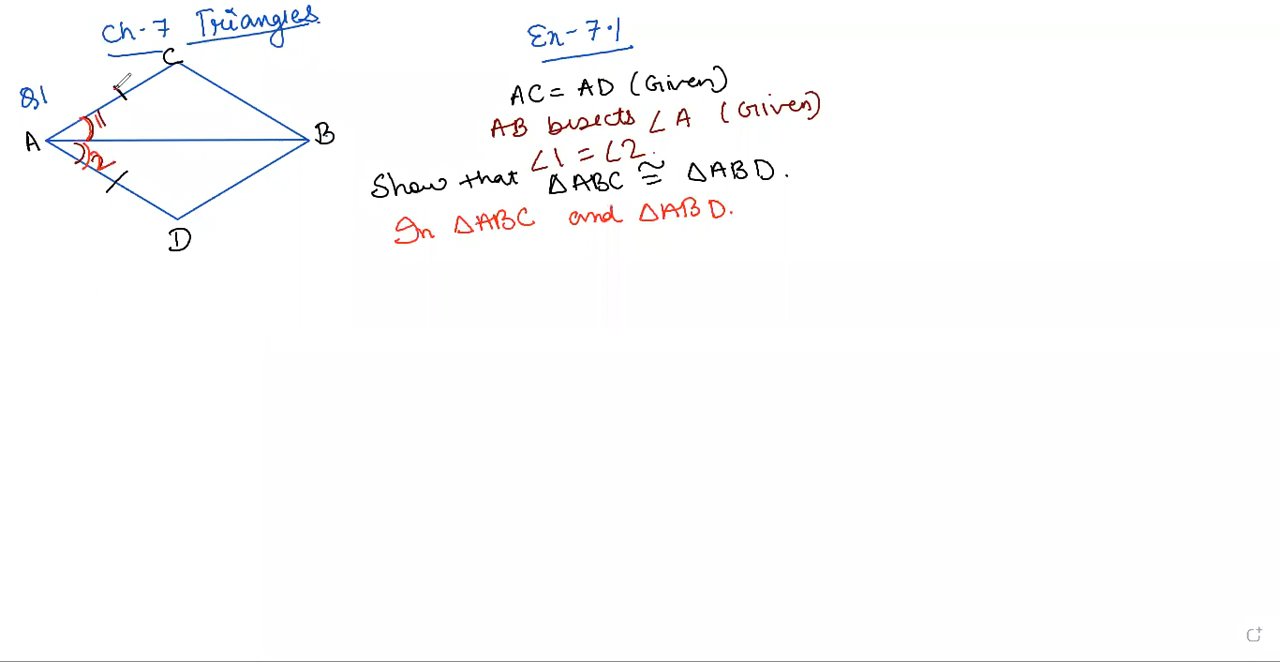 Ch-7 Triangles
Ex-7.1
Q1
C
A
B
D
1
2
AC = AD (Given)
AB bisects ∠A (Given)
∠1 = ∠2.
Show that ΔABC ≅ ΔABD.
In ΔABC and ΔABD.